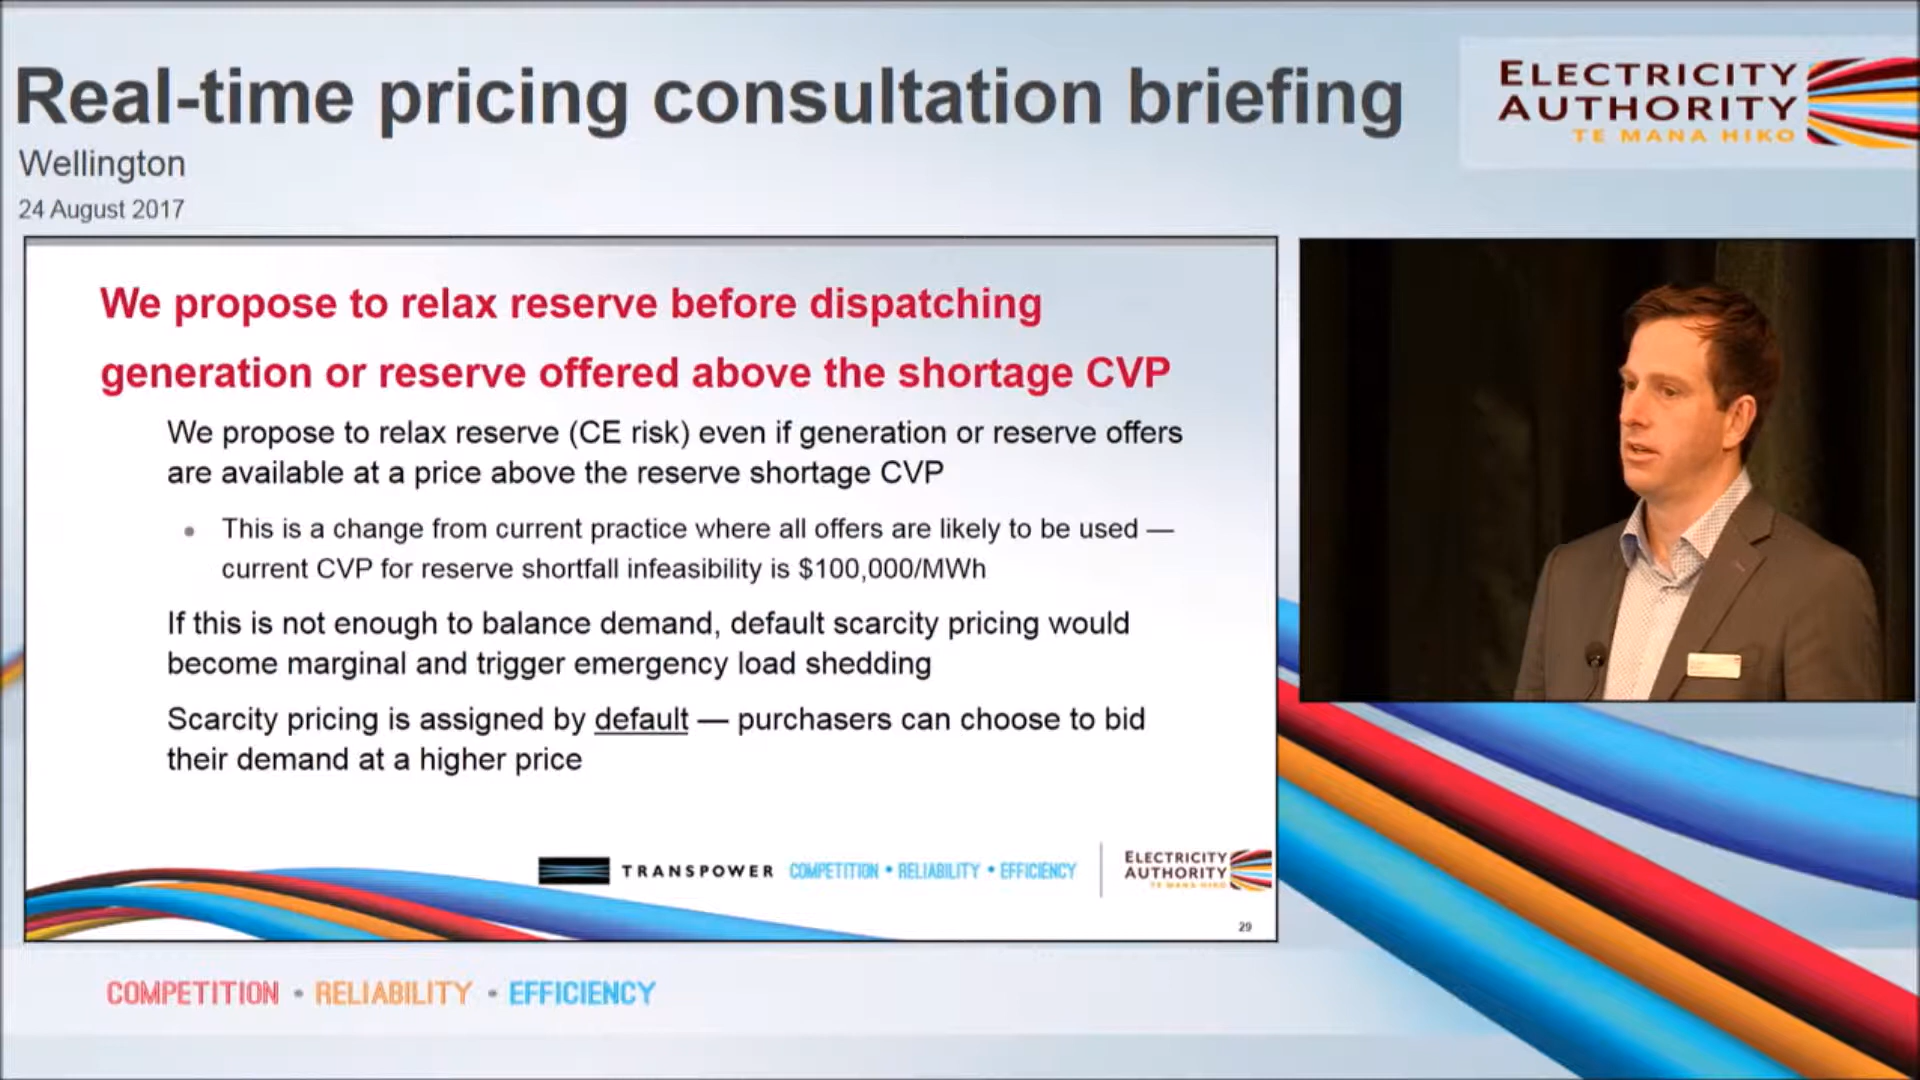 Real-time pricing consultation briefing
Wellington
24 August 2017
ELECTRICITY
AUTHORITY
TE MANA HIKO
We propose to relax reserve before dispatching
generation or reserve offered above the shortage CVP
We propose to relax reserve (CE risk) even if generation or reserve offers
are available at a price above the reserve shortage CVP
• This is a change from current practice where all offers are likely to be used —
current CVP for reserve shortfall infeasibility is $100,000/MWh
If this is not enough to balance demand, default scarcity pricing would
become marginal and trigger emergency load shedding
Scarcity pricing is assigned by default — purchasers can choose to bid
their demand at a higher price
TRANSPOWER COMPETITION • RELIABILITY • EFFICIENCY
ELECTRICITY
AUTHORITY
TE MANA HIKO
29
COMPETITION • RELIABILITY • EFFICIENCY